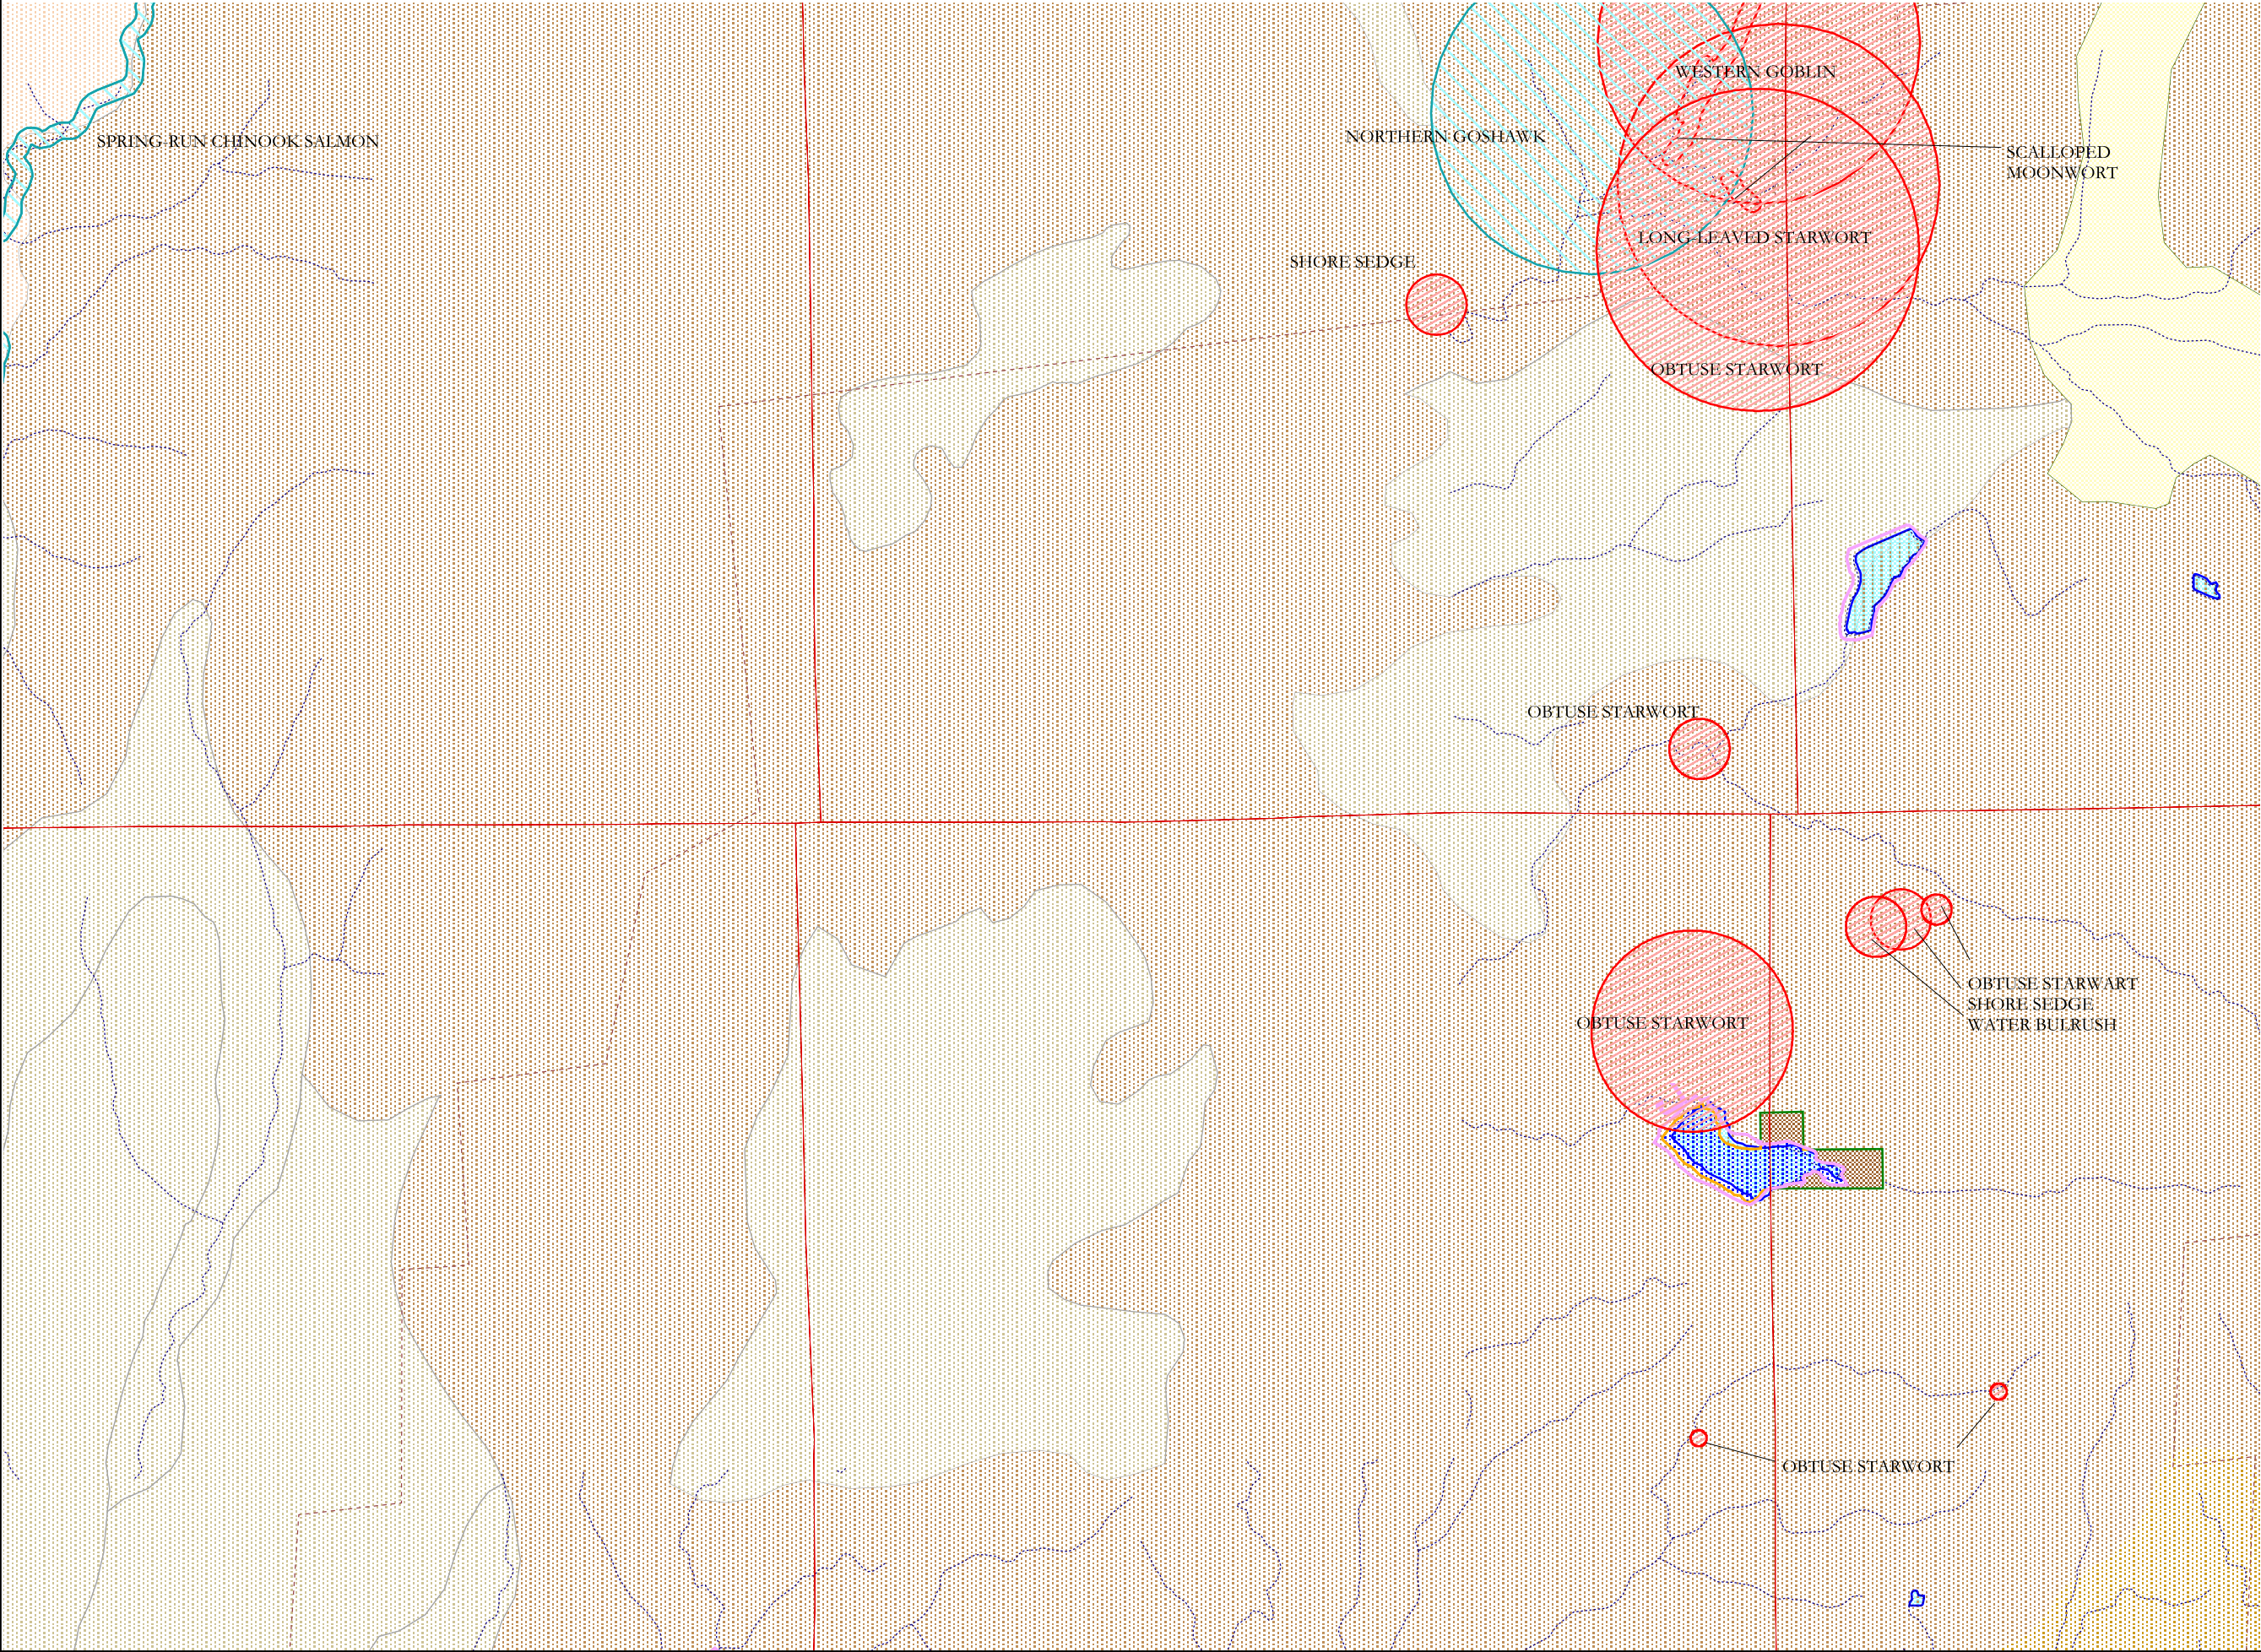 WESTERN GOBLIN
SPRING-RUN CHINOOK SALMON
NORTHERN GOSHAWK
SCALLOPED
MOONWORT
LONG-LEAVED STARWORT
SHORE SEDGE
OBTUSE STARWORT
OBTUSE STARWORT
OBTUSE STARWART
SHORE SEDGE
WATER BULRUSH
OBTUSE STARWORT
OBTUSE STARWORT